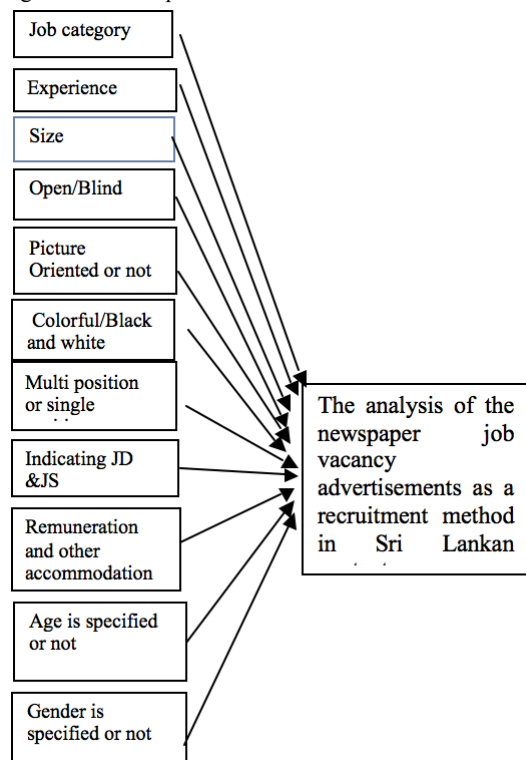 Job category
Experience
Size
Open/Blind
Picture
Oriented or not
Colorful/Black
and white
Multi position
or single
Indicating JD
&JS
Remuneration
and other
accommodation
Age is specified
or not
Gender is
specified or not
The analysis of the
newspaper job
vacancy
advertisements as a
recruitment method
in Sri Lankan